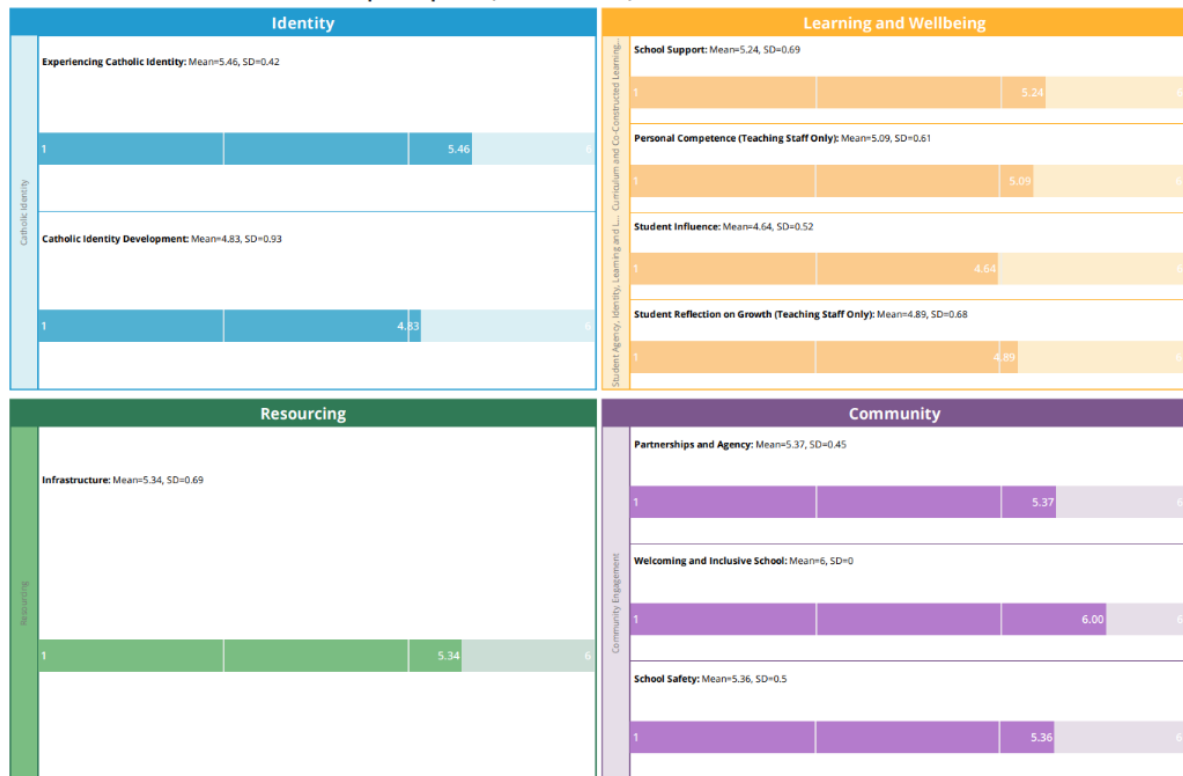 Identity
Catholic Identity
Experiencing Catholic Identity: Mean=5.46, SD=0.42
1 5.46 6
Catholic Identity Development: Mean=4.83, SD=0.93
1 4.83 6
Learning and Wellbeing
Curriculum and Co-Constructed Learning...
Student Agency, Identity, Learning and L...
School Support: Mean=5.24, SD=0.69
1 5.24 6
Personal Competence (Teaching Staff Only): Mean=5.09, SD=0.61
1 5.09 6
Student Influence: Mean=4.64, SD=0.52
1 4.64 6
Student Reflection on Growth (Teaching Staff Only): Mean=4.89, SD=0.68
1 4.89 6
Resourcing
Resourcing
Infrastructure: Mean=5.34, SD=0.69
1 5.34 6
Community
Community Engagement
Partnerships and Agency: Mean=5.37, SD=0.45
1 5.37 6
Welcoming and Inclusive School: Mean=6, SD=0
1 6.00 6
School Safety: Mean=5.36, SD=0.5
1 5.36 6